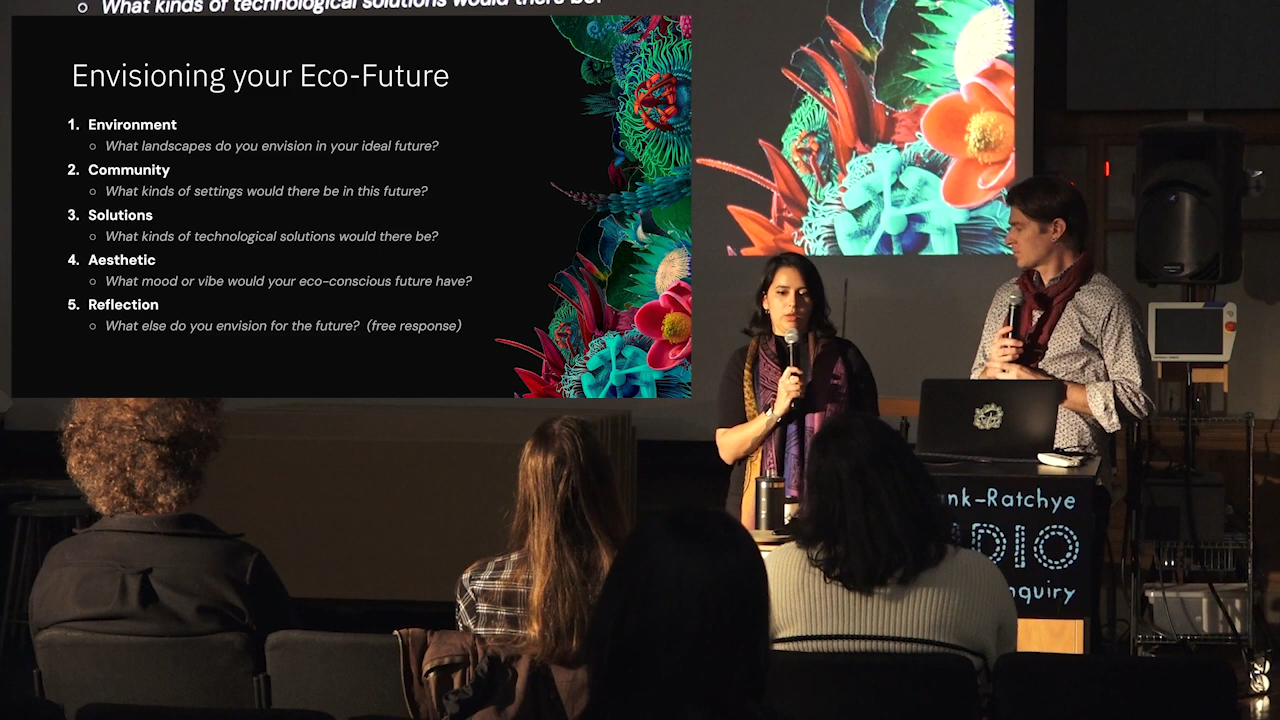 What kinds of technological solutions would there be?
Envisioning your Eco-Future
1. Environment
What landscapes do you envision in your ideal future?
2. Community
What kinds of settings would there be in this future?
3. Solutions
What kinds of technological solutions would there be?
4. Aesthetic
What mood or vibe would your eco-conscious future have?
5. Reflection
What else do you envision for the future? (free response)
ank-Ratchye
DIO
nquiry